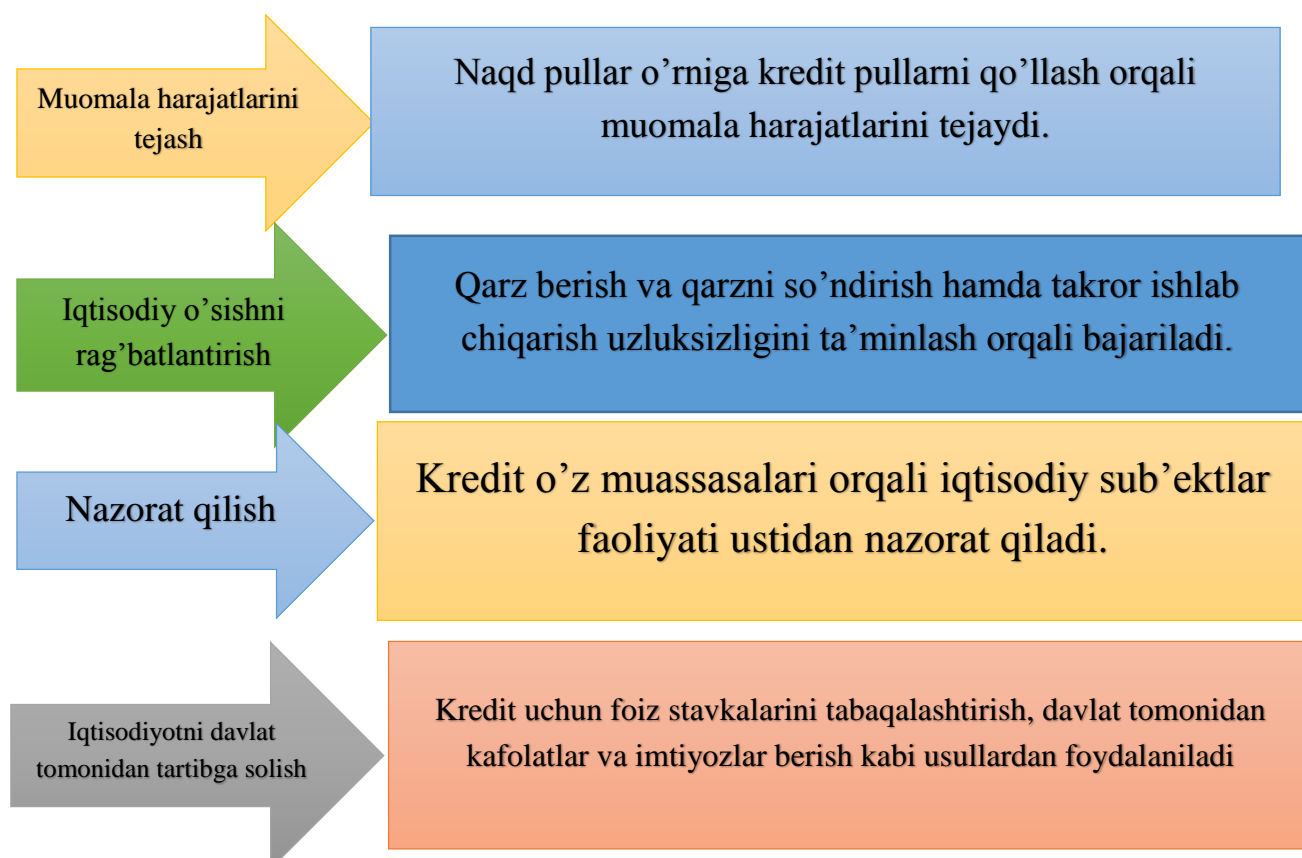 Muomala harajatlarini
tejash
Naqd pullar o’rniga kredit pullarni qo’llash orqali
muomala harajatlarini tejaydi.
Iqtisodiy o’sishni
rag’batlantirish
Qarz berish va qarzni so’ndirish hamda takror ishlab
chiqarish uzluksizligini ta’minlash orqali bajariladi.
Nazorat qilish
Kredit o’z muassasalari orqali iqtisodiy sub’ektlar
faoliyati ustidan nazorat qiladi.
Iqtisodiyotni davlat
tomonidan tartibga solish
Kredit uchun foiz stavkalarini tabaqalashtirish, davlat tomonidan
kafolatlar va imtiyozlar berish kabi usullardan foydalaniladi